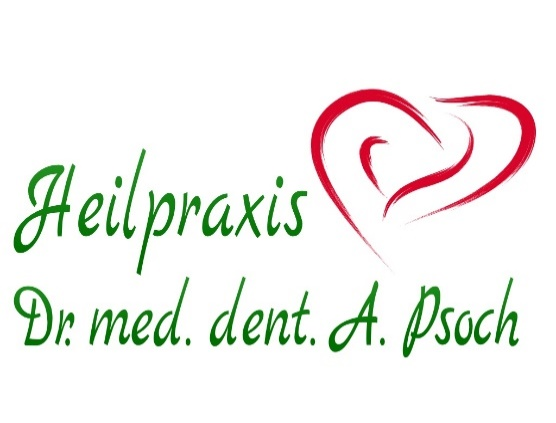 Heilpraxis
Dr. med. dent. A. Psoch